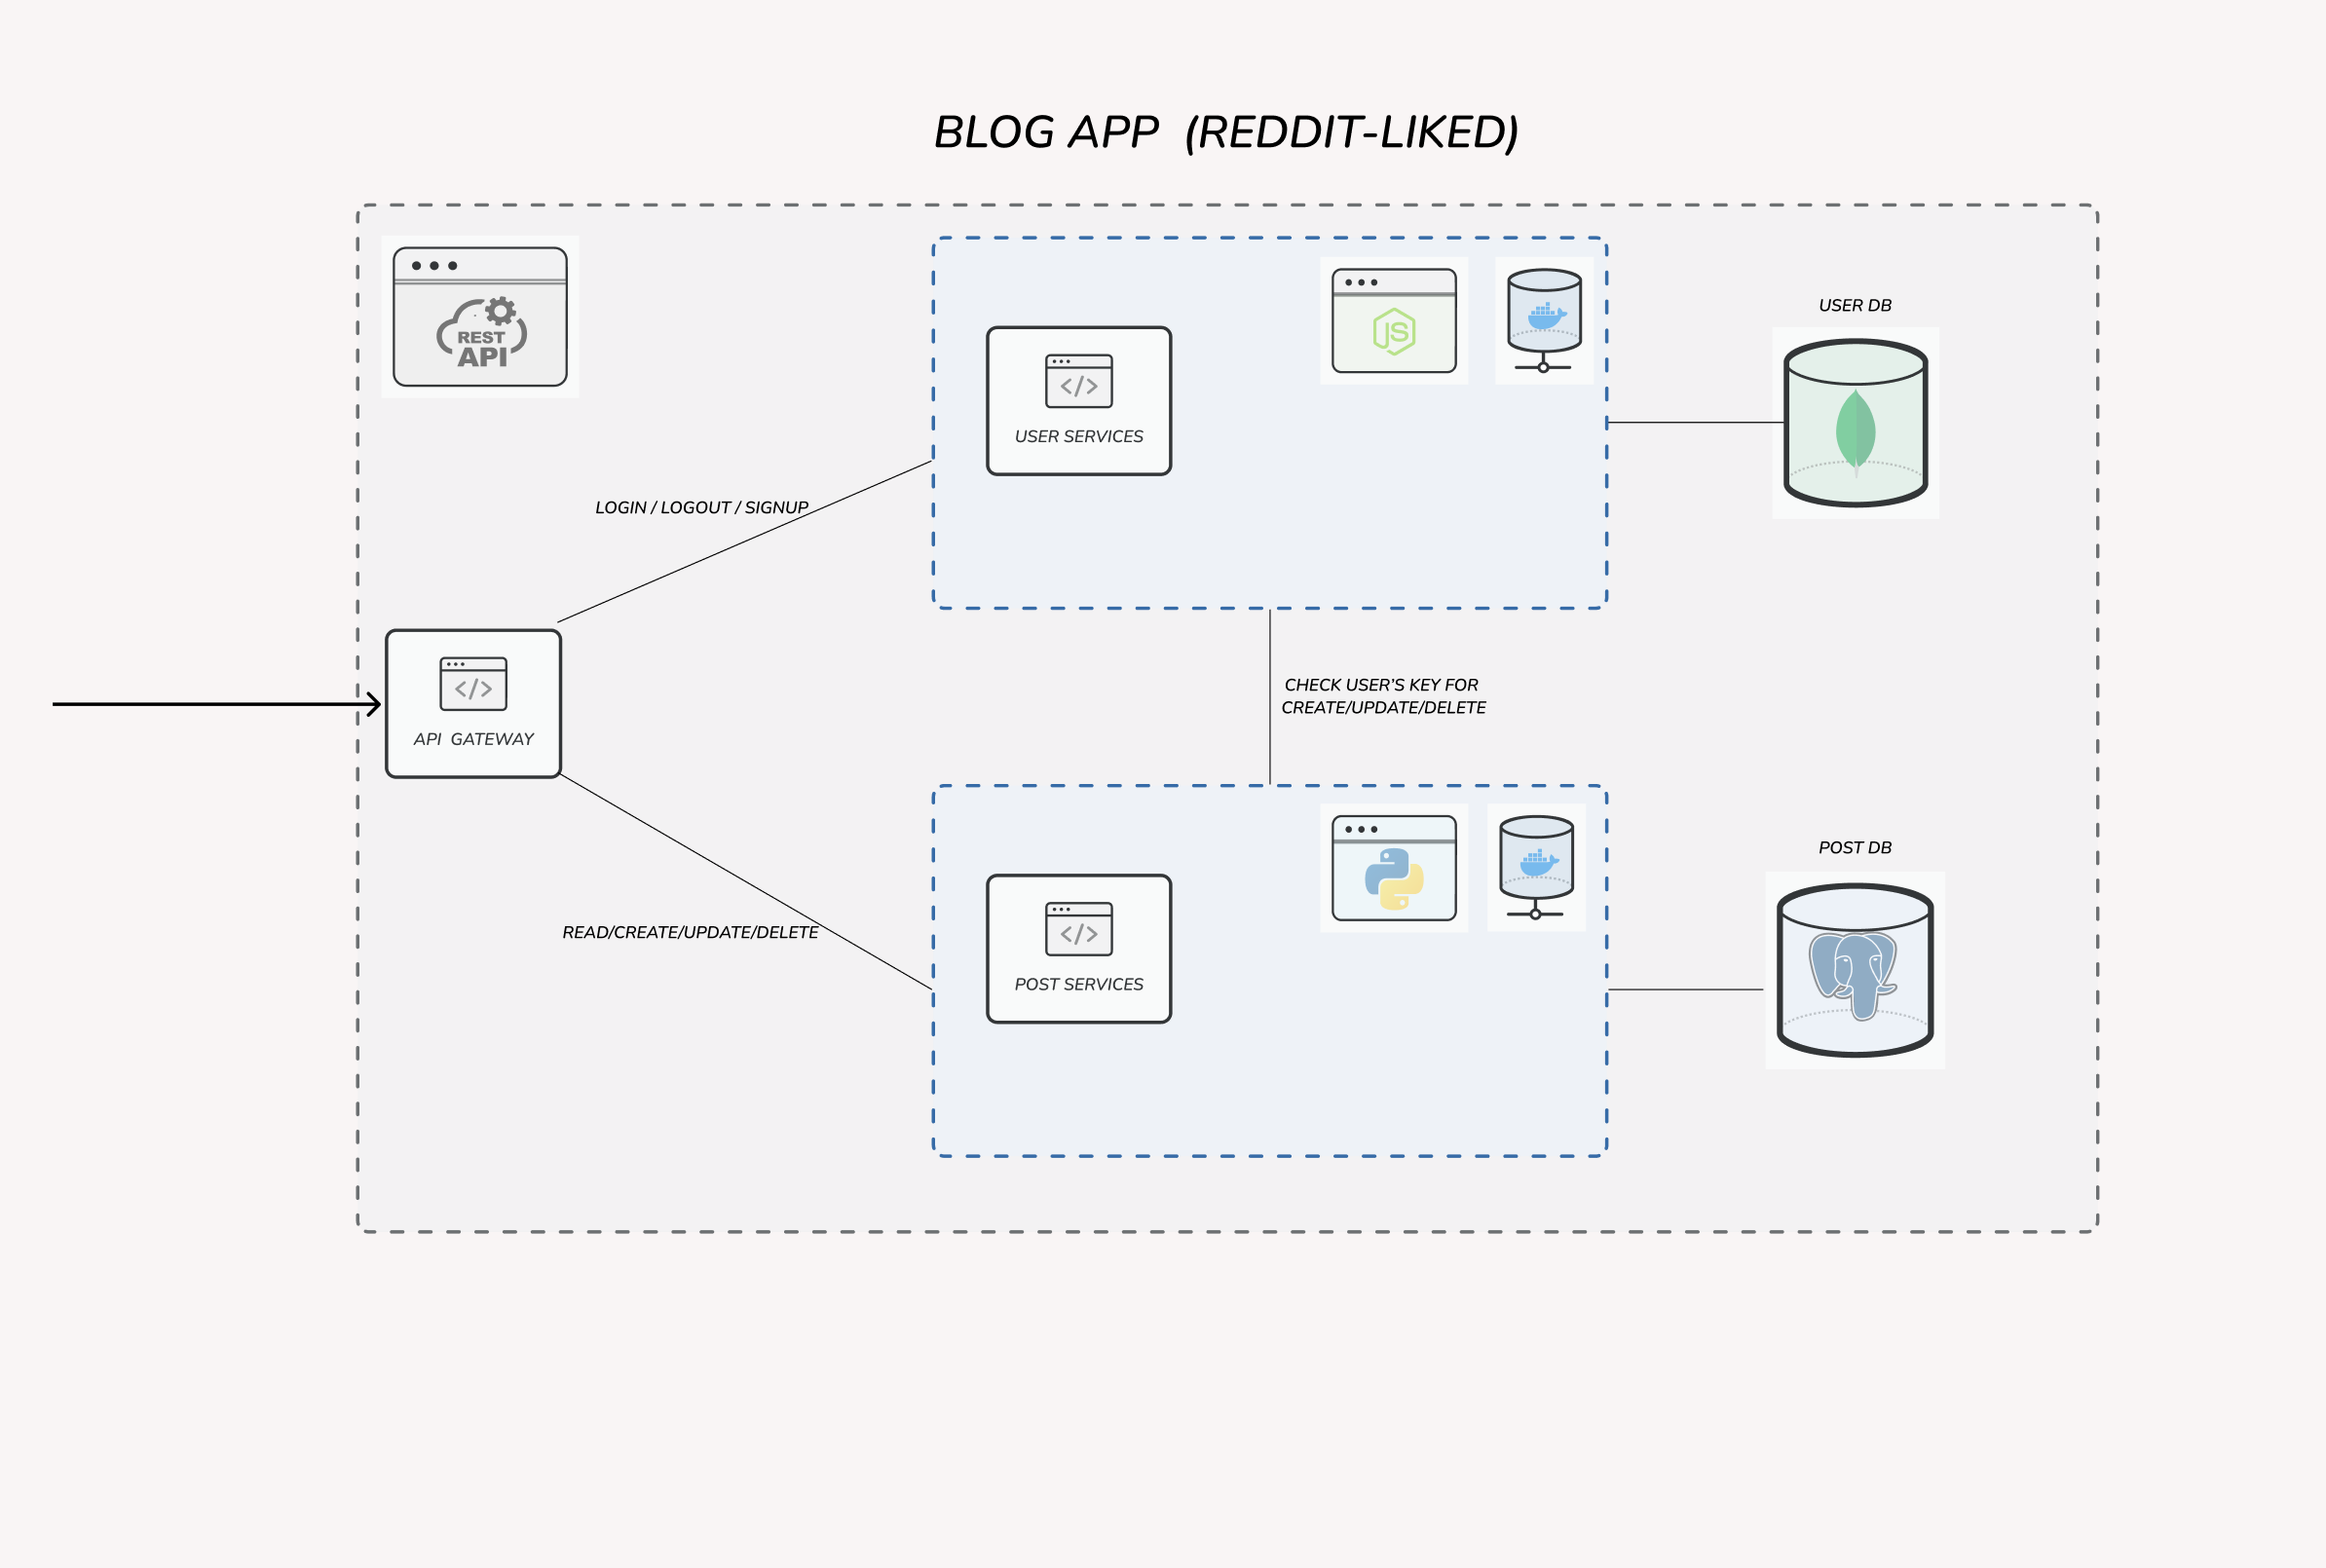 BLOG APP (REDDIT-LIKED)
REST
API
JS
USER SERVICES
USER DB
LOGIN / LOGOUT / SIGNUP
CHECK USER'S KEY FOR
CREATE/UPDATE/DELETE
API GATEWAY
POST DB
READ/CREATE/UPDATE/DELETE
POST SERVICES